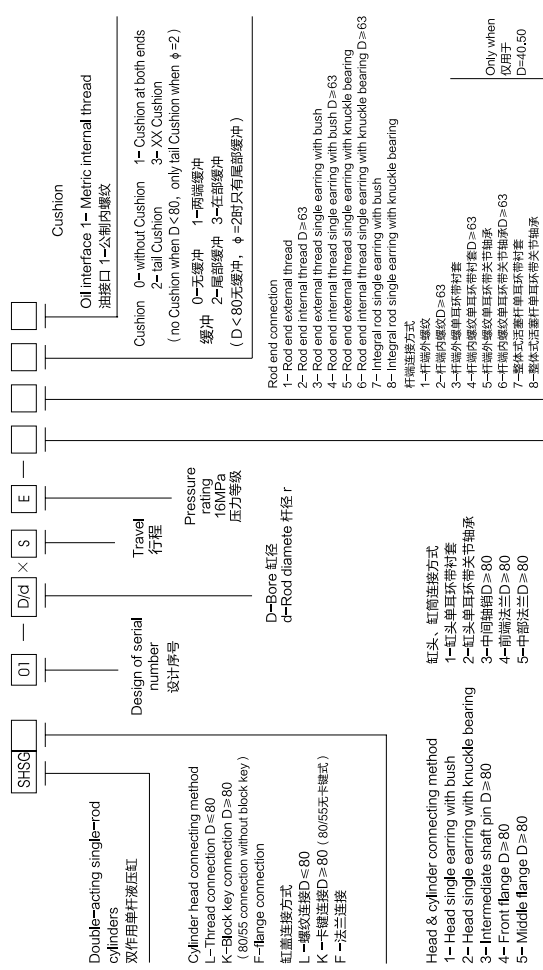 SHSG 01 — D/d × S — E
Double-acting single-rod
cylinders
双作用单杆液压缸
Cylinder head connecting method
L-Thread connection D≤80
K-Block key connection D≥80
(80/55 connection without block key)
F-flange connection
缸盖连接方式
L-螺纹连接D≤80
K-卡键连接D≥80(80/55无卡键式)
F-法兰连接
Design of serial
number
设计序号
D-Bore 缸径
d-Rod diamete 杆径 r
Travel
行程
Pressure
rating
16MPa
压力等级
Head & cylinder connecting method
1- Head single earring with bush
2- Head single earring with knuckle bearing
3- Intermediate shaft pin D≥80
4- Front flange D≥80
5- Middle flange D≥80
缸头、缸筒连接方式
1-缸头单耳环带衬套
2-缸头单耳环带关节轴承
3-中间轴销D≥80
4-前端法兰D≥80
5-中部法兰D≥80
Rod end connection
1- Rod end external thread
2- Rod end internal thread D≥63
3- Rod end external thread single earring with bush
4- Rod end internal thread single earring with bush D≥63
5- Rod end external thread single earring with knuckle bearing
6- Rod end internal thread single earring with knuckle bearing D≥63
7- Integral rod single earring with bush
8- Integral rod single earring with knuckle bearing
杆端连接方式
1-杆端外螺纹
2-杆端内螺纹D≥63
3-杆端外螺单耳环带衬套
4-杆端内螺纹单耳环带衬套D≥63
5-杆端外螺纹单耳环带关节轴承
6-杆端内螺纹单耳环带关节轴承D≥63
7-整体式活塞杆单耳环带衬套
8-整体式活塞杆单耳环带关节轴承
Only when
仅用于
D=40.50
Cushion 0- without Cushion 1- Cushion at both ends
2- tail Cushion 3- XX Cushion
(no Cushion when D<80, only tail Cushion when φ=2)
缓冲 0-无缓冲 1-两端缓冲
2-尾部缓冲 3-在部缓冲
(D<80无缓冲,φ=2时只有尾部缓冲)
Cushion
Oil interface 1- Metric internal thread
油接口 1-公制内螺纹